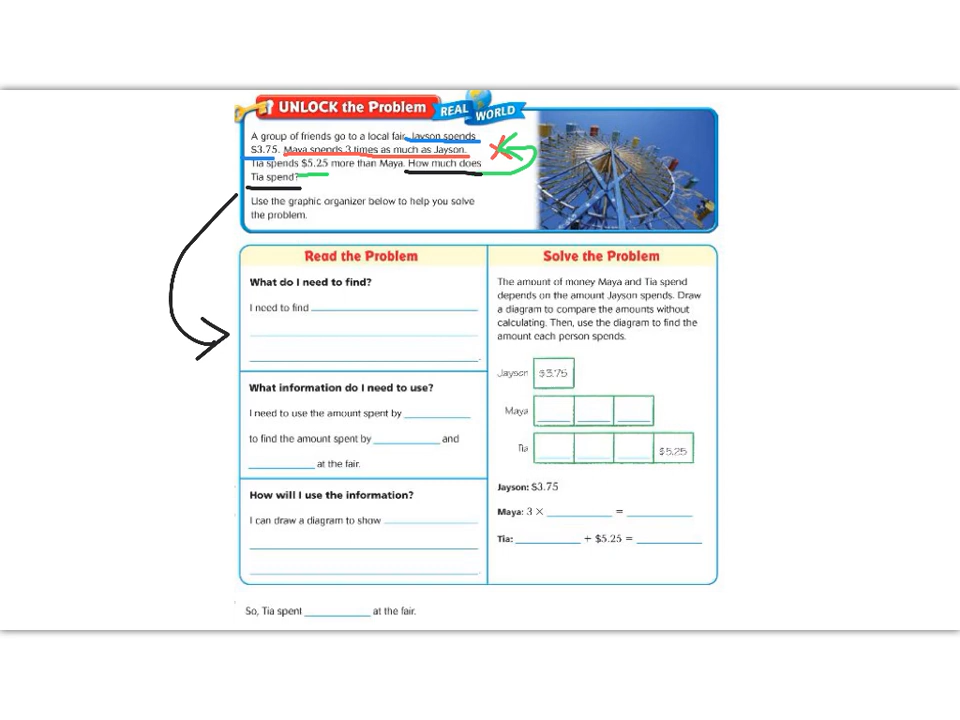 UNLOCK the Problem REAL WORLD
A group of friends go to a local fair. Jayson spends
$3.75. Maya spends 3 times as much as Jayson.
Tia spends $5.25 more than Maya. How much does
Tia spend?
Use the graphic organizer below to help you solve
the problem.
Read the Problem
What do I need to find?
I need to find
.
What information do I need to use?
I need to use the amount spent by
to find the amount spent by and
at the fair.
How will I use the information?
I can draw a diagram to show
.
Solve the Problem
The amount of money Maya and Tia spend
depends on the amount Jayson spends. Draw
a diagram to compare the amounts without
calculating. Then, use the diagram to find the
amount each person spends.
Jayson $3.75
Maya
Tia $5.25
Jayson: $3.75
Maya: 3 × =
Tia: + $5.25 =
So, Tia spent at the fair.